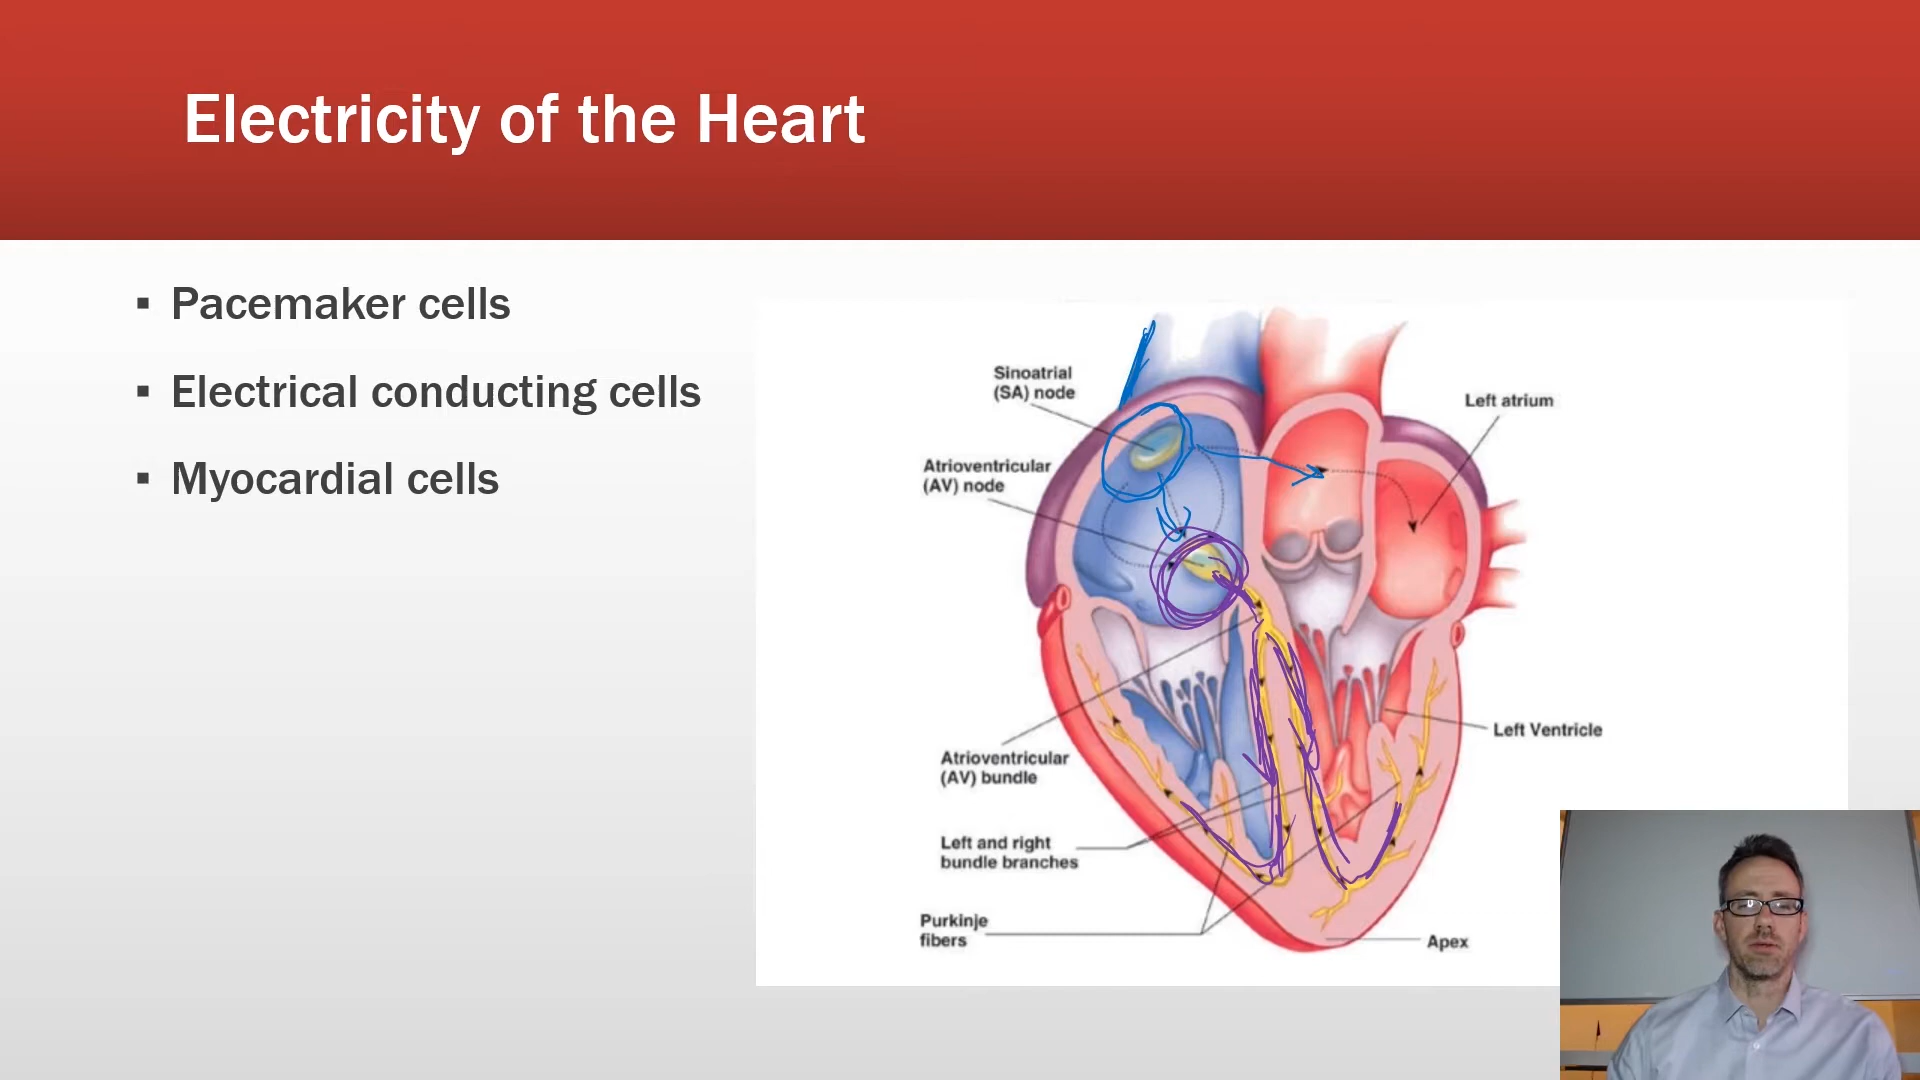 Electricity of the Heart
▪ Pacemaker cells
▪ Electrical conducting cells
▪ Myocardial cells
Sinoatrial
(SA) node
Left atrium
Atrioventricular
(AV) node
Left Ventricle
Atrioventricular
(AV) bundle
Left and right
bundle branches
Purkinje
fibers
Apex